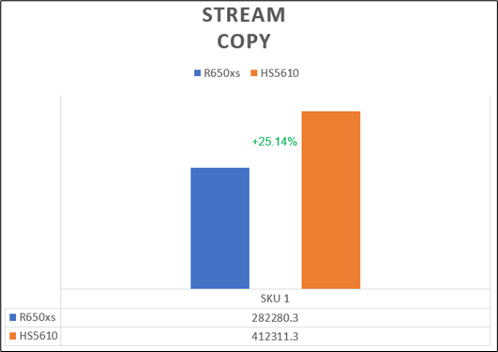 STREAM
COPY
R650xs HS5610
+25.14%
SKU 1
R650xs 282280.3
HS5610 412311.3